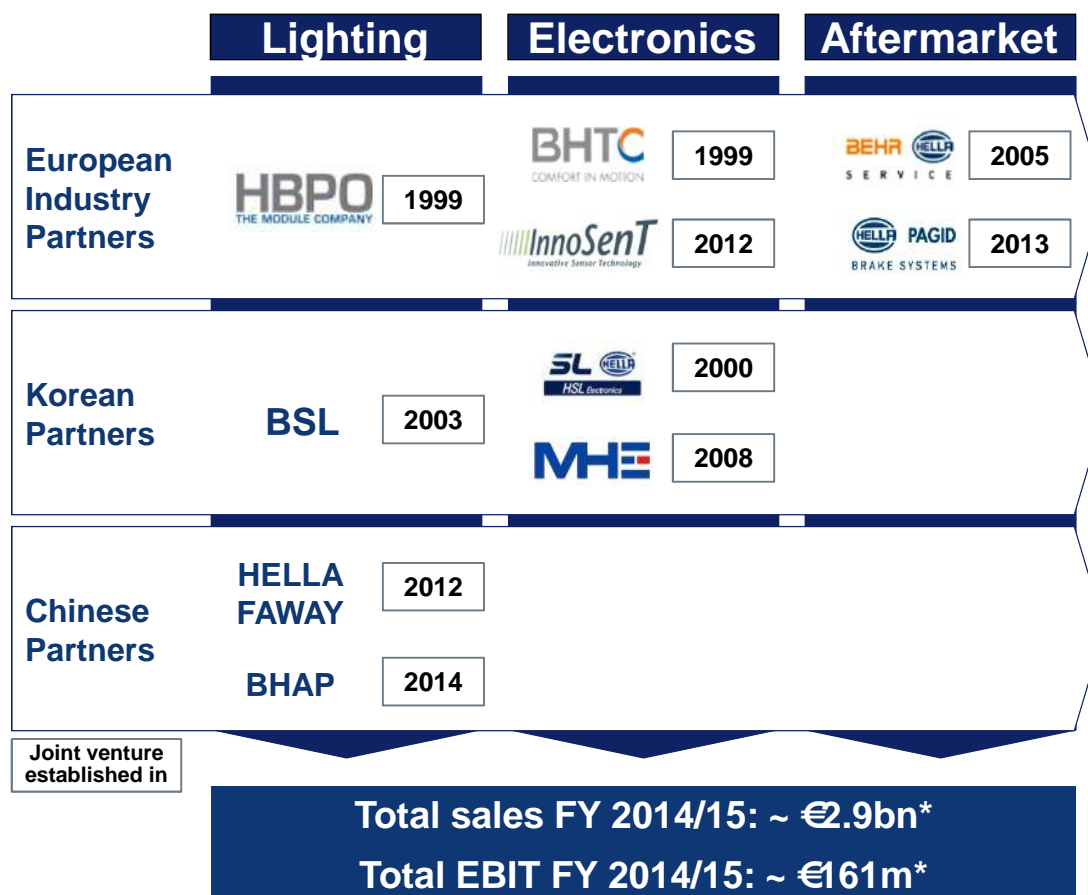 Lighting
Electronics
Aftermarket
European
Industry
Partners
HBPO
THE MODULE COMPANY
1999
BHTC
COMFORT IN MOTION
1999
InnoSenT
Innovative Sensor Technology
2012
BEHR HELLA
SERVICE
2005
HELLA PAGID
BRAKE SYSTEMS
2013
Korean
Partners
BSL
2003
SL HELLA
HSL Electronics
2000
MHE
2008
Chinese
Partners
HELLA
FAWAY
2012
BHAP
2014
Joint venture
established in
Total sales FY 2014/15: ~ €2.9bn*
Total EBIT FY 2014/15: ~ €161m*